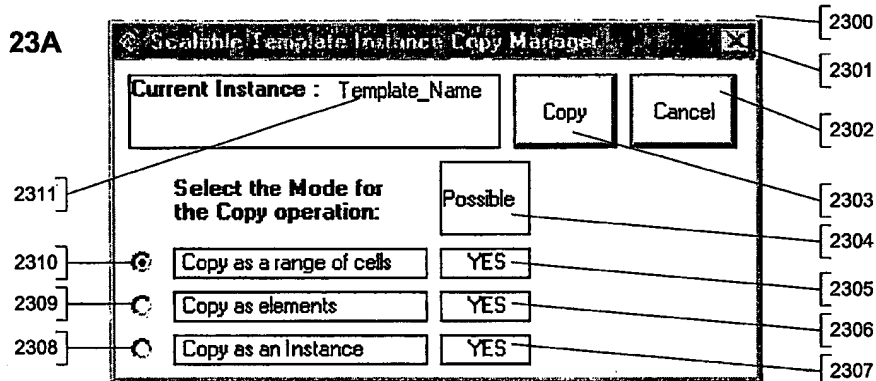 23A
Scalable Template Instance Copy Manager
2300
2301
Current Instance : Template_Name
Copy
Cancel
2302
2303
2311
Select the Mode for
the Copy operation:
Possible
2304
2310
Copy as a range of cells
YES
2305
2309
Copy as elements
YES
2306
2308
Copy as an Instance
YES
2307